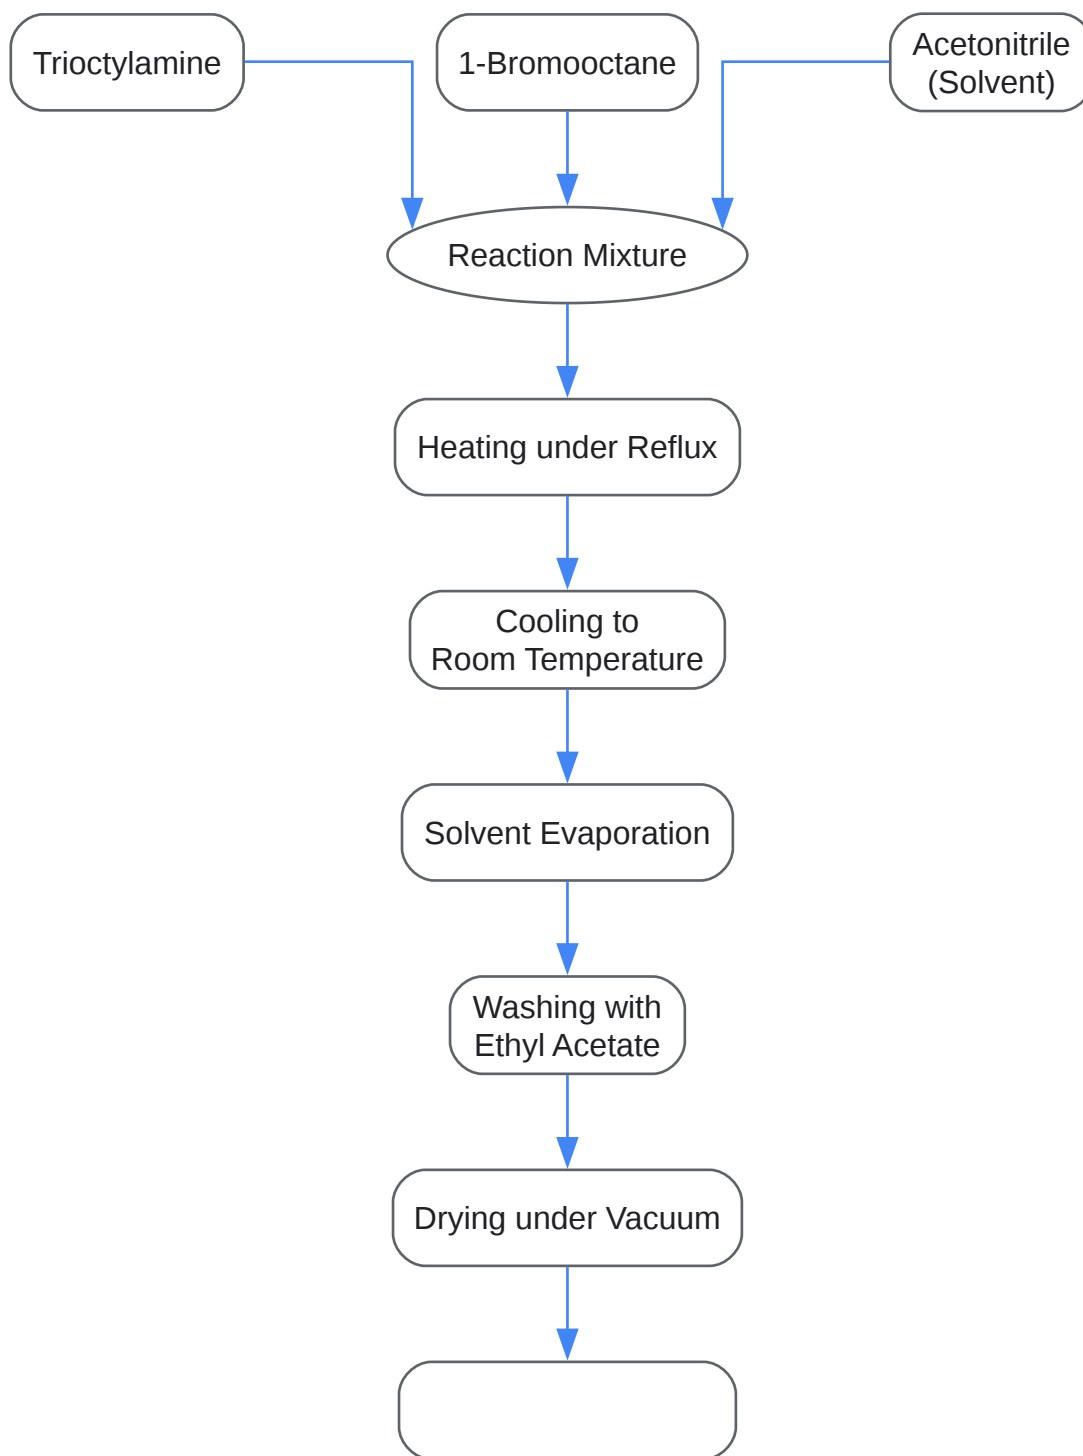 Trioctylamine
1-Bromooctane
Acetonitrile
(Solvent)
Reaction Mixture
Heating under Reflux
Cooling to
Room Temperature
Solvent Evaporation
Washing with
Ethyl Acetate
Drying under Vacuum